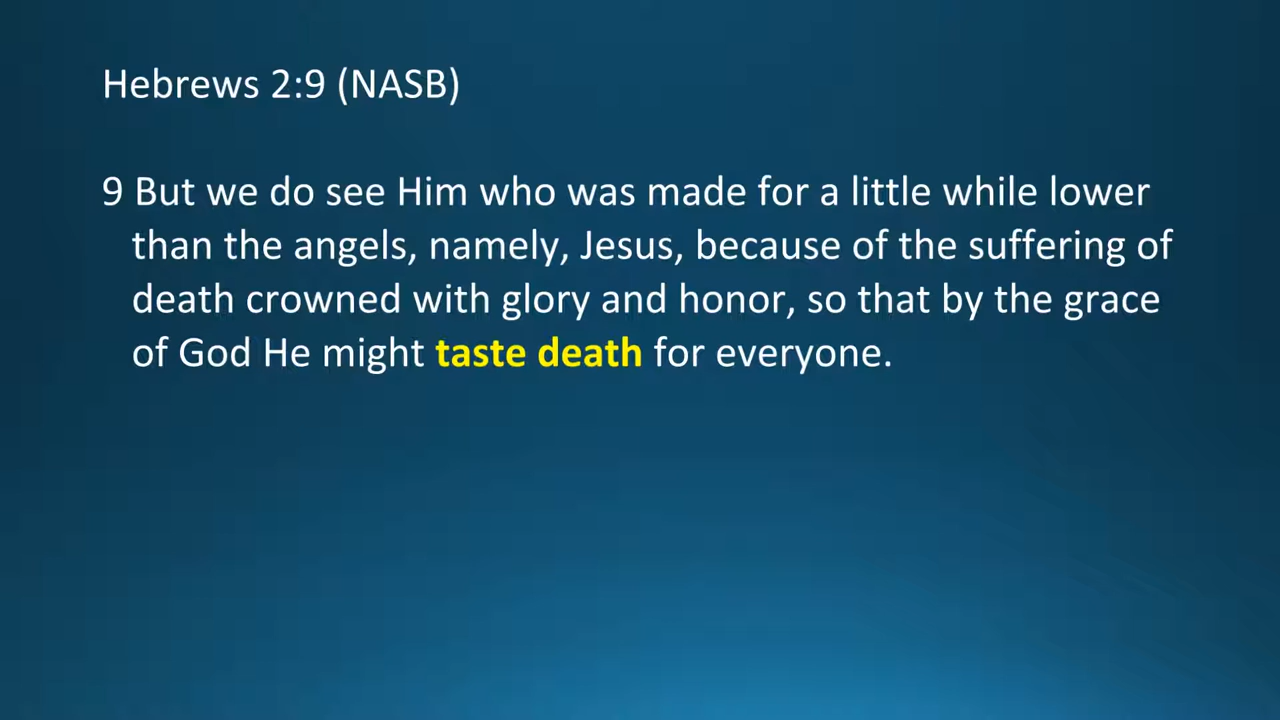 Hebrews 2:9 (NASB)
9 But we do see Him who was made for a little while lower
than the angels, namely, Jesus, because of the suffering of
death crowned with glory and honor, so that by the grace
of God He might taste death for everyone.